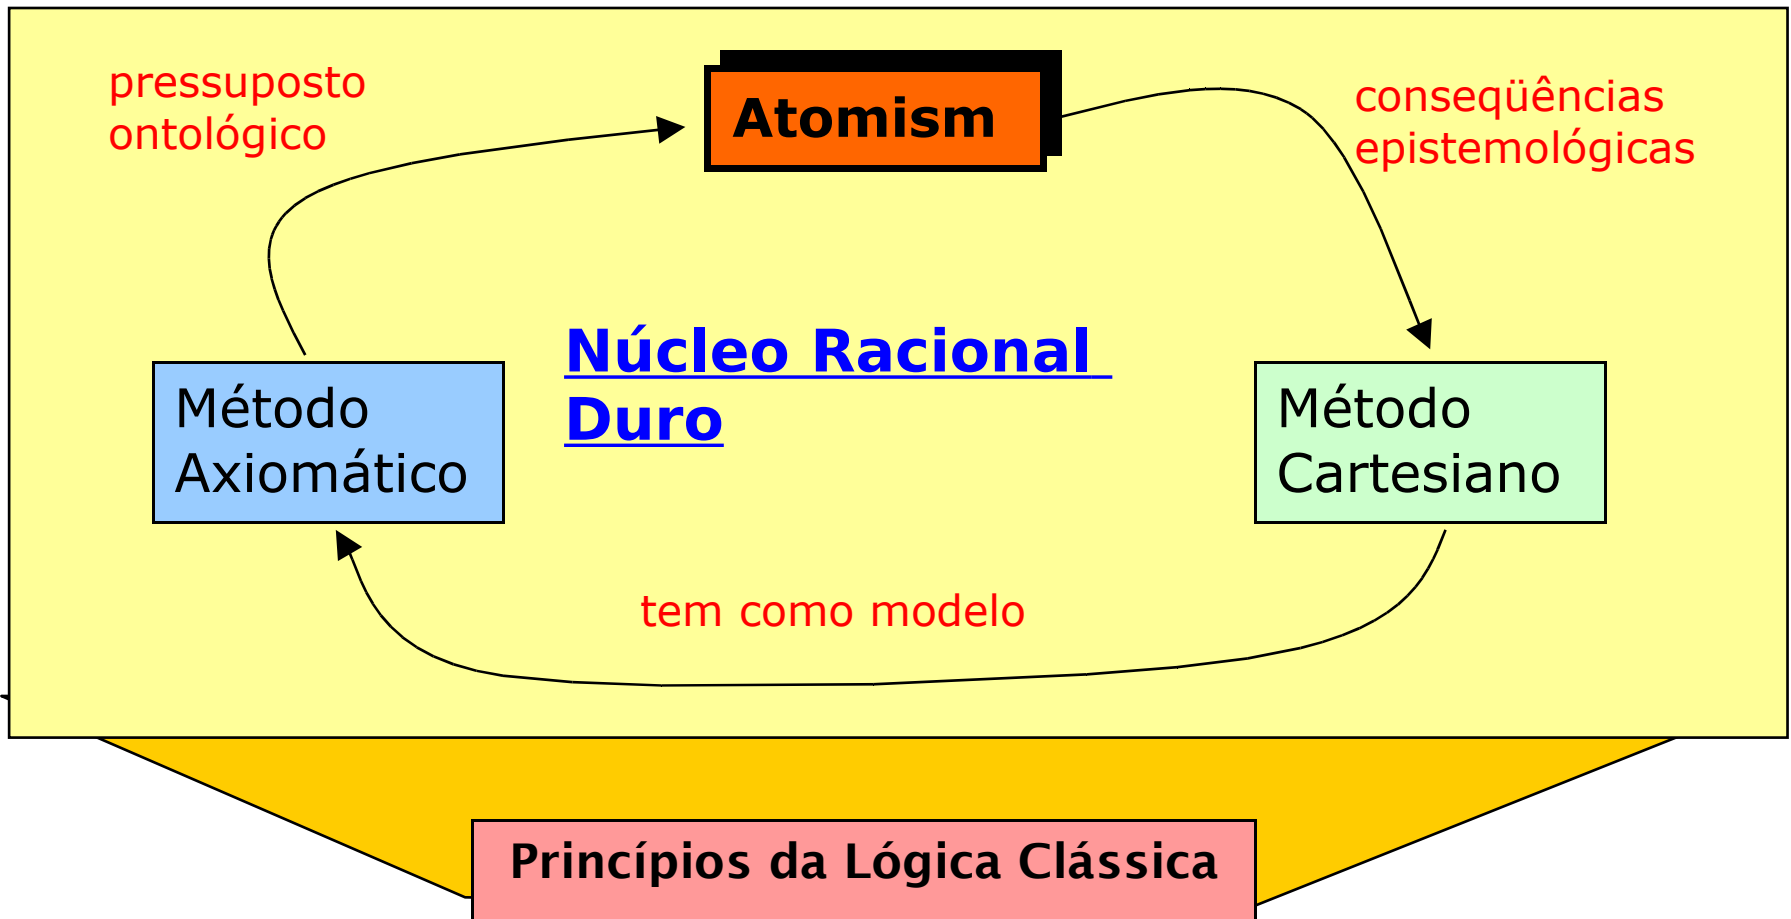 pressuposto
ontológico
Atomism
conseqüências
epistemológicas
Núcleo Racional
Duro
Método
Axiomático
Método
Cartesiano
tem como modelo
Princípios da Lógica Clássica